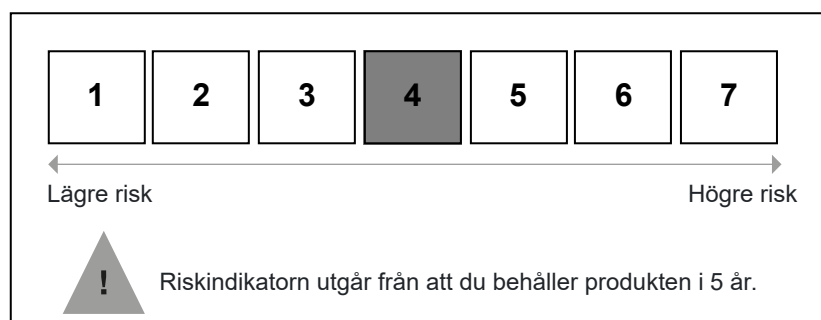 1 2 3 4 5 6 7
Lägre risk Högre risk
! Riskindikatorn utgår från att du behåller produkten i 5 år.